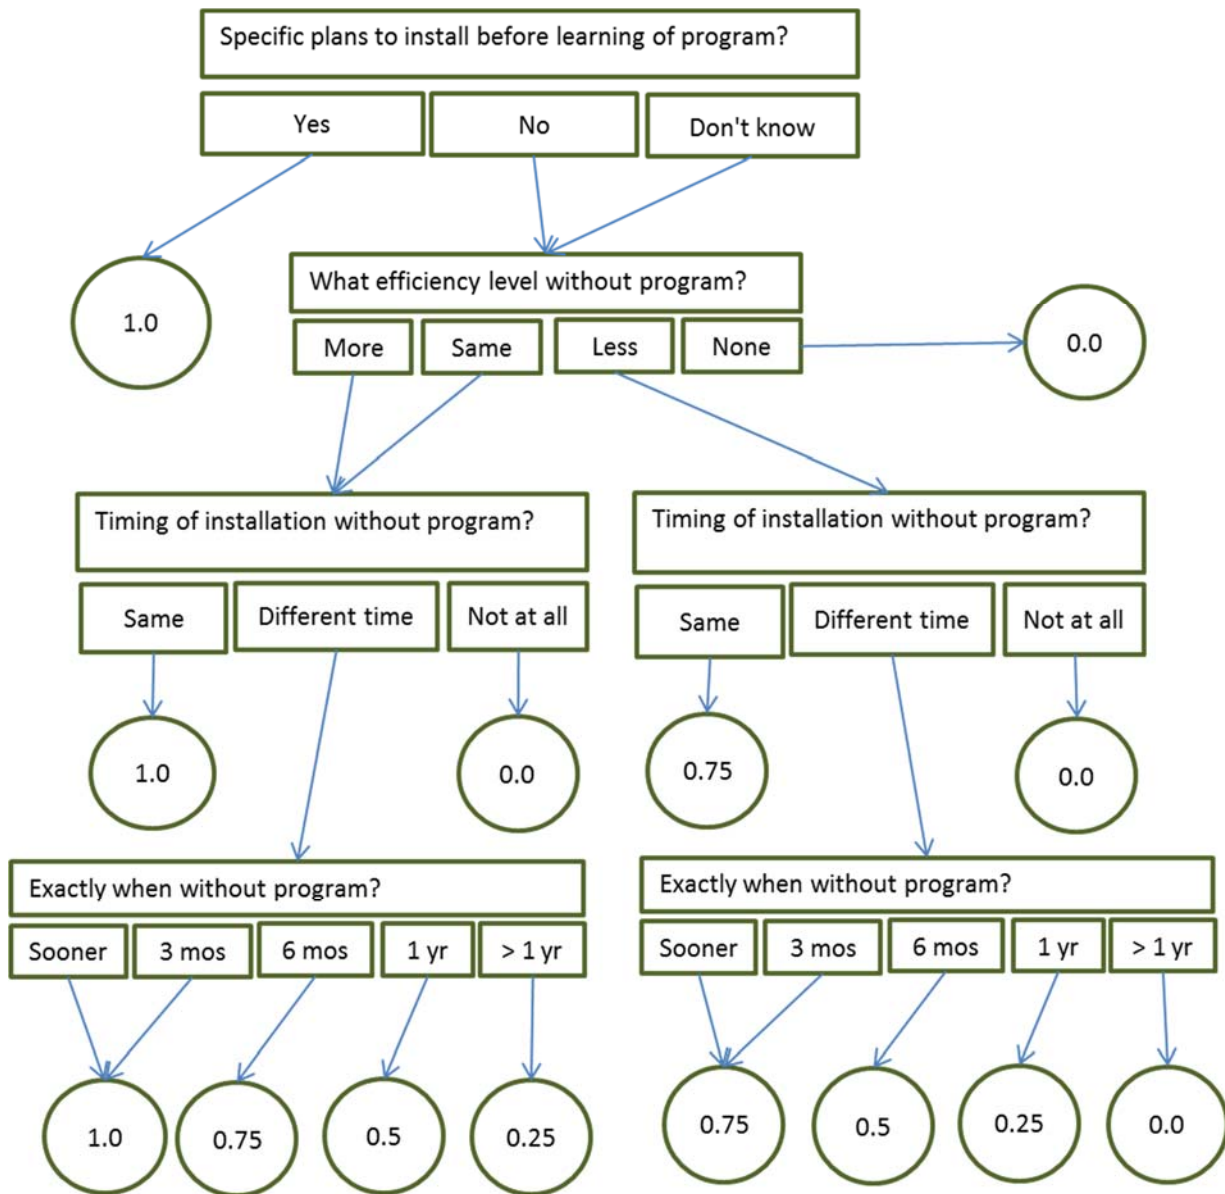 Specific plans to install before learning of program?
Yes
No
Don't know
What efficiency level without program?
1.0
More
Same
Less
None
0.0
Timing of installation without program?
Timing of installation without program?
Same
Different time
Not at all
Same
Different time
Not at all
1.0
0.0
0.75
0.0
Exactly when without program?
Exactly when without program?
Sooner
3 mos
6 mos
1 yr
> 1 yr
Sooner
3 mos
6 mos
1 yr
> 1 yr
1.0
0.75
0.5
0.25
0.75
0.5
0.25
0.0